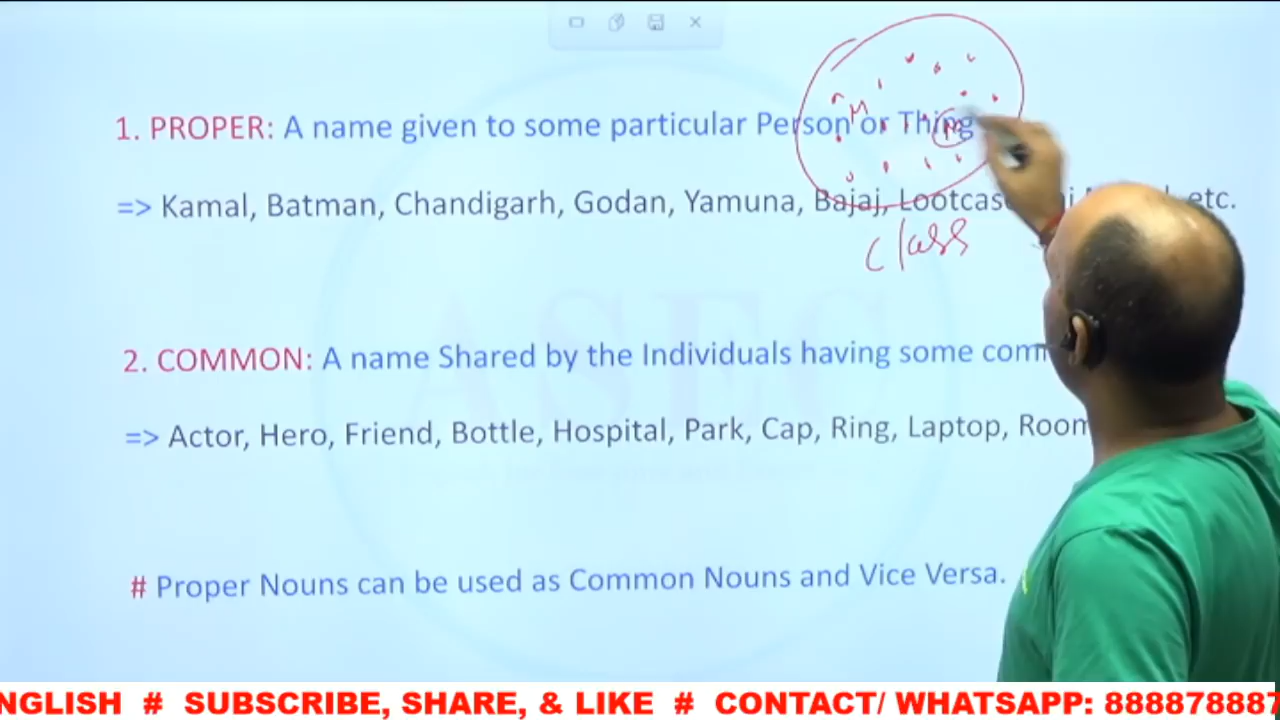 1. PROPER: A name given to some particular Person or Thing
=> Kamal, Batman, Chandigarh, Godan, Yamuna, Bajaj, etc.
class
2. COMMON: A name Shared by the Individuals having some
=> Actor, Hero, Friend, Bottle, Hospital, Park, Cap, Ring, Laptop, Room
# Proper Nouns can be used as Common Nouns and Vice Versa.
ASEC
NGLISH # SUBSCRIBE, SHARE, & LIKE # CONTACT/ WHATSAPP: 888878887